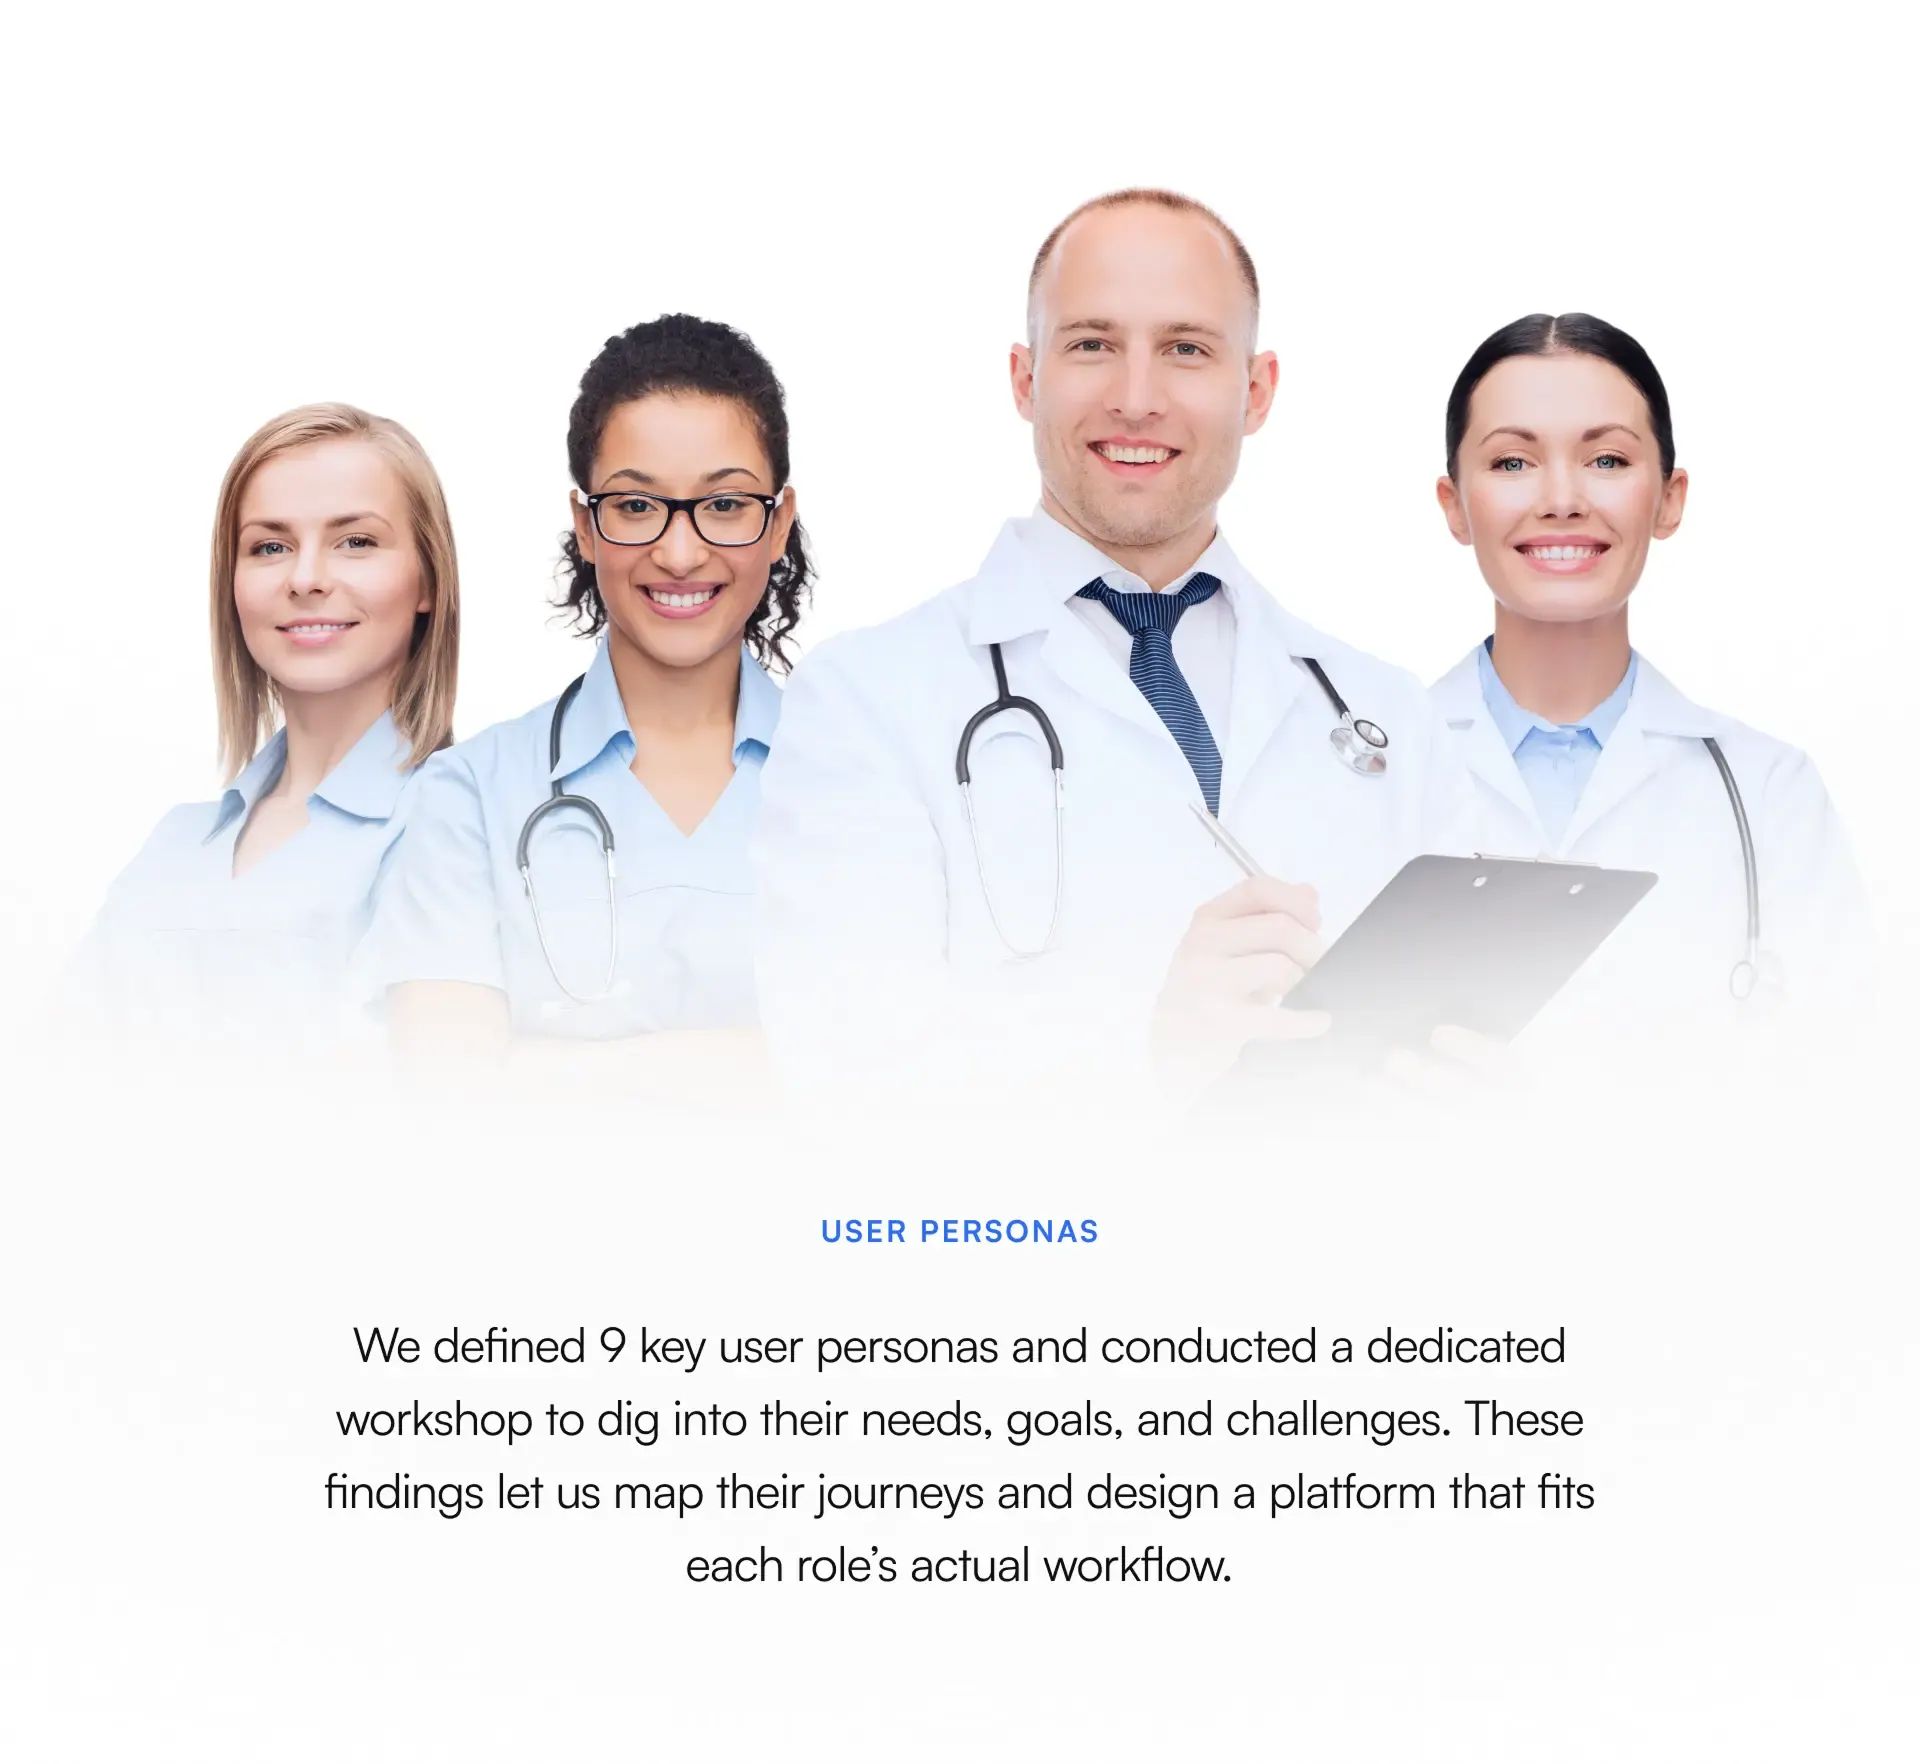 USER PERSONAS
We defined 9 key user personas and conducted a dedicated
workshop to dig into their needs, goals, and challenges. These
findings let us map their journeys and design a platform that fits
each role’s actual workflow.